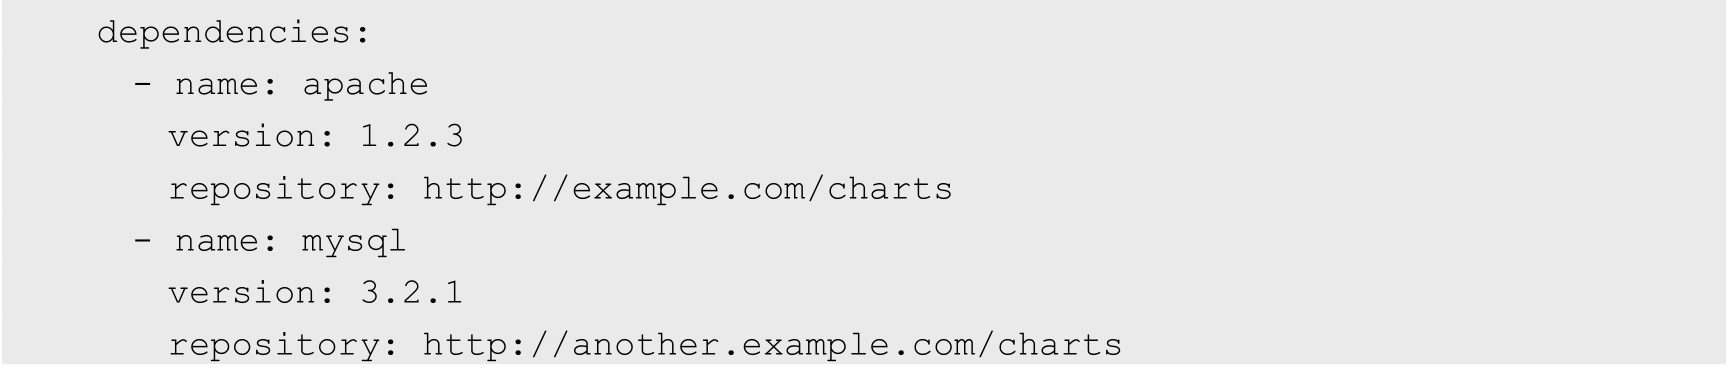 dependencies:
  - name: apache
    version: 1.2.3
    repository: http://example.com/charts
  - name: mysql
    version: 3.2.1
    repository: http://another.example.com/charts